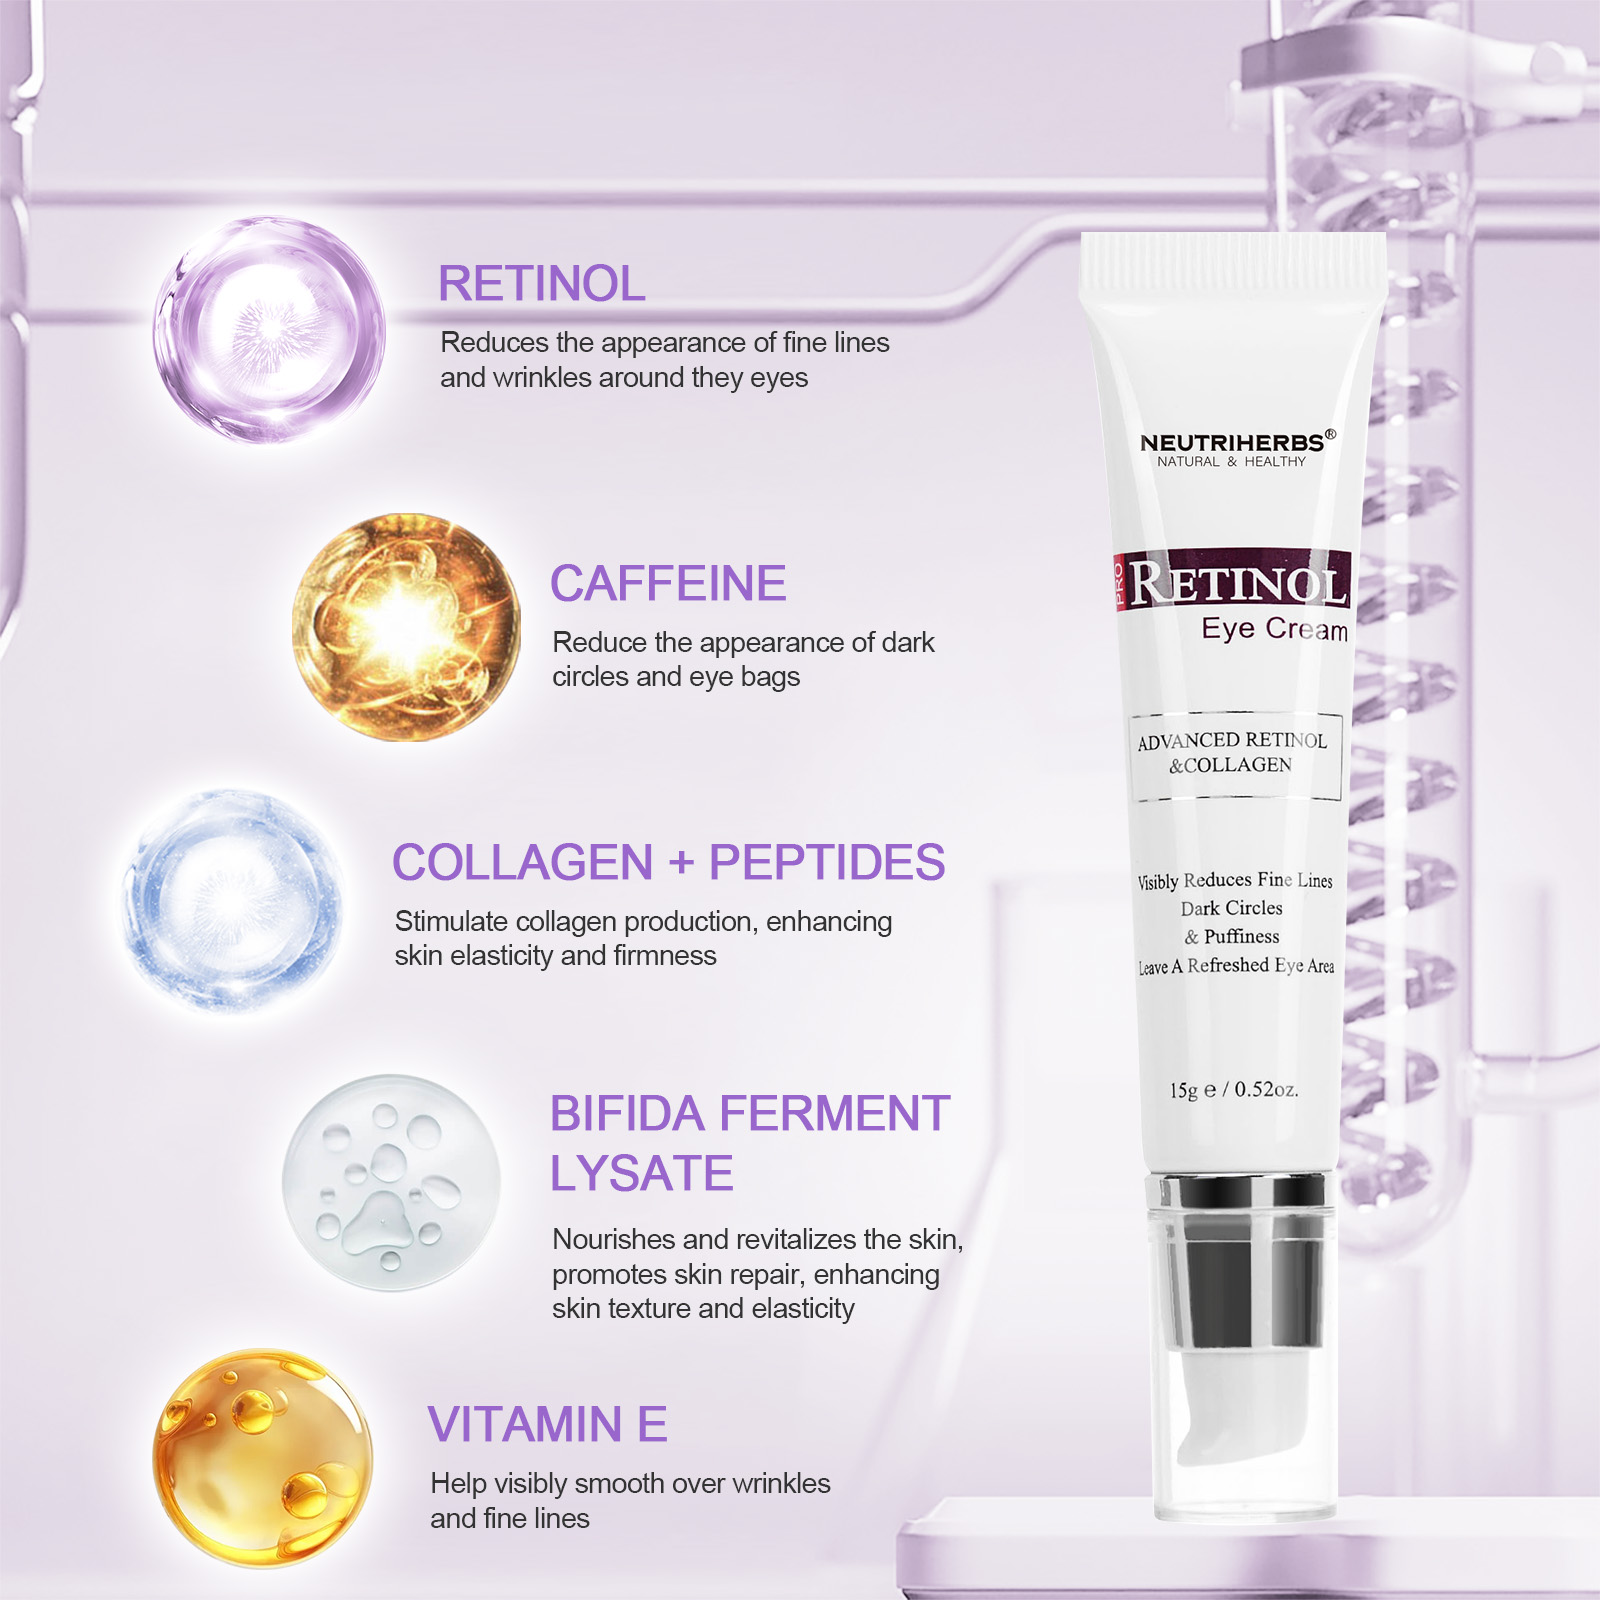 RETINOL
Reduces the appearance of fine lines
and wrinkles around they eyes
CAFFEINE
Reduce the appearance of dark
circles and eye bags
COLLAGEN + PEPTIDES
Stimulate collagen production, enhancing
skin elasticity and firmness
BIFIDA FERMENT
LYSATE
Nourishes and revitalizes the skin,
promotes skin repair, enhancing
skin texture and elasticity
VITAMIN E
Help visibly smooth over wrinkles
and fine lines
NEUTRIHERBS®
NATURAL & HEALTHY
PRO RETINOL
Eye Cream
ADVANCED RETINOL
&COLLAGEN
Visibly Reduces Fine Lines
Dark Circles
& Puffiness
Leave A Refreshed Eye Area
15g ℮ / 0.52oz.